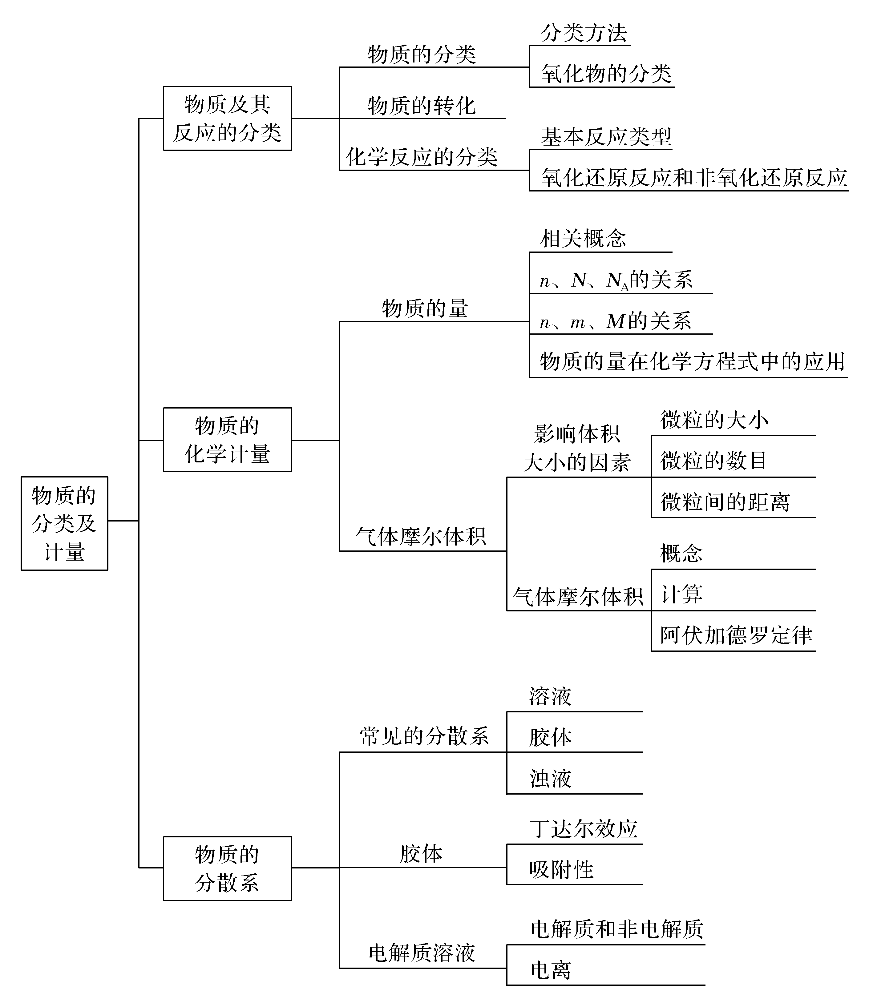 分类方法
物质的分类
氧化物的分类
物质及其
反应的分类
物质的转化
基本反应类型
化学反应的分类
氧化还原反应和非氧化还原反应
相关概念
n、N、N_A的关系
物质的量
n、m、M的关系
物质的量在化学方程式中的应用
物质的
化学计量
微粒的大小
影响体积
大小的因素
微粒的数目
微粒间的距离
气体摩尔体积
概念
气体摩尔体积
计算
阿伏加德罗定律
物质的
分类及
计量
溶液
常见的分散系
胶体
浊液
丁达尔效应
胶体
吸附性
物质的
分散系
电解质和非电解质
电解质溶液
电离